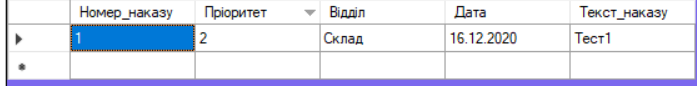 Номер_наказу Пріоритет Відділ Дата Текст_наказу
1 2 Склад 16.12.2020 Тест1